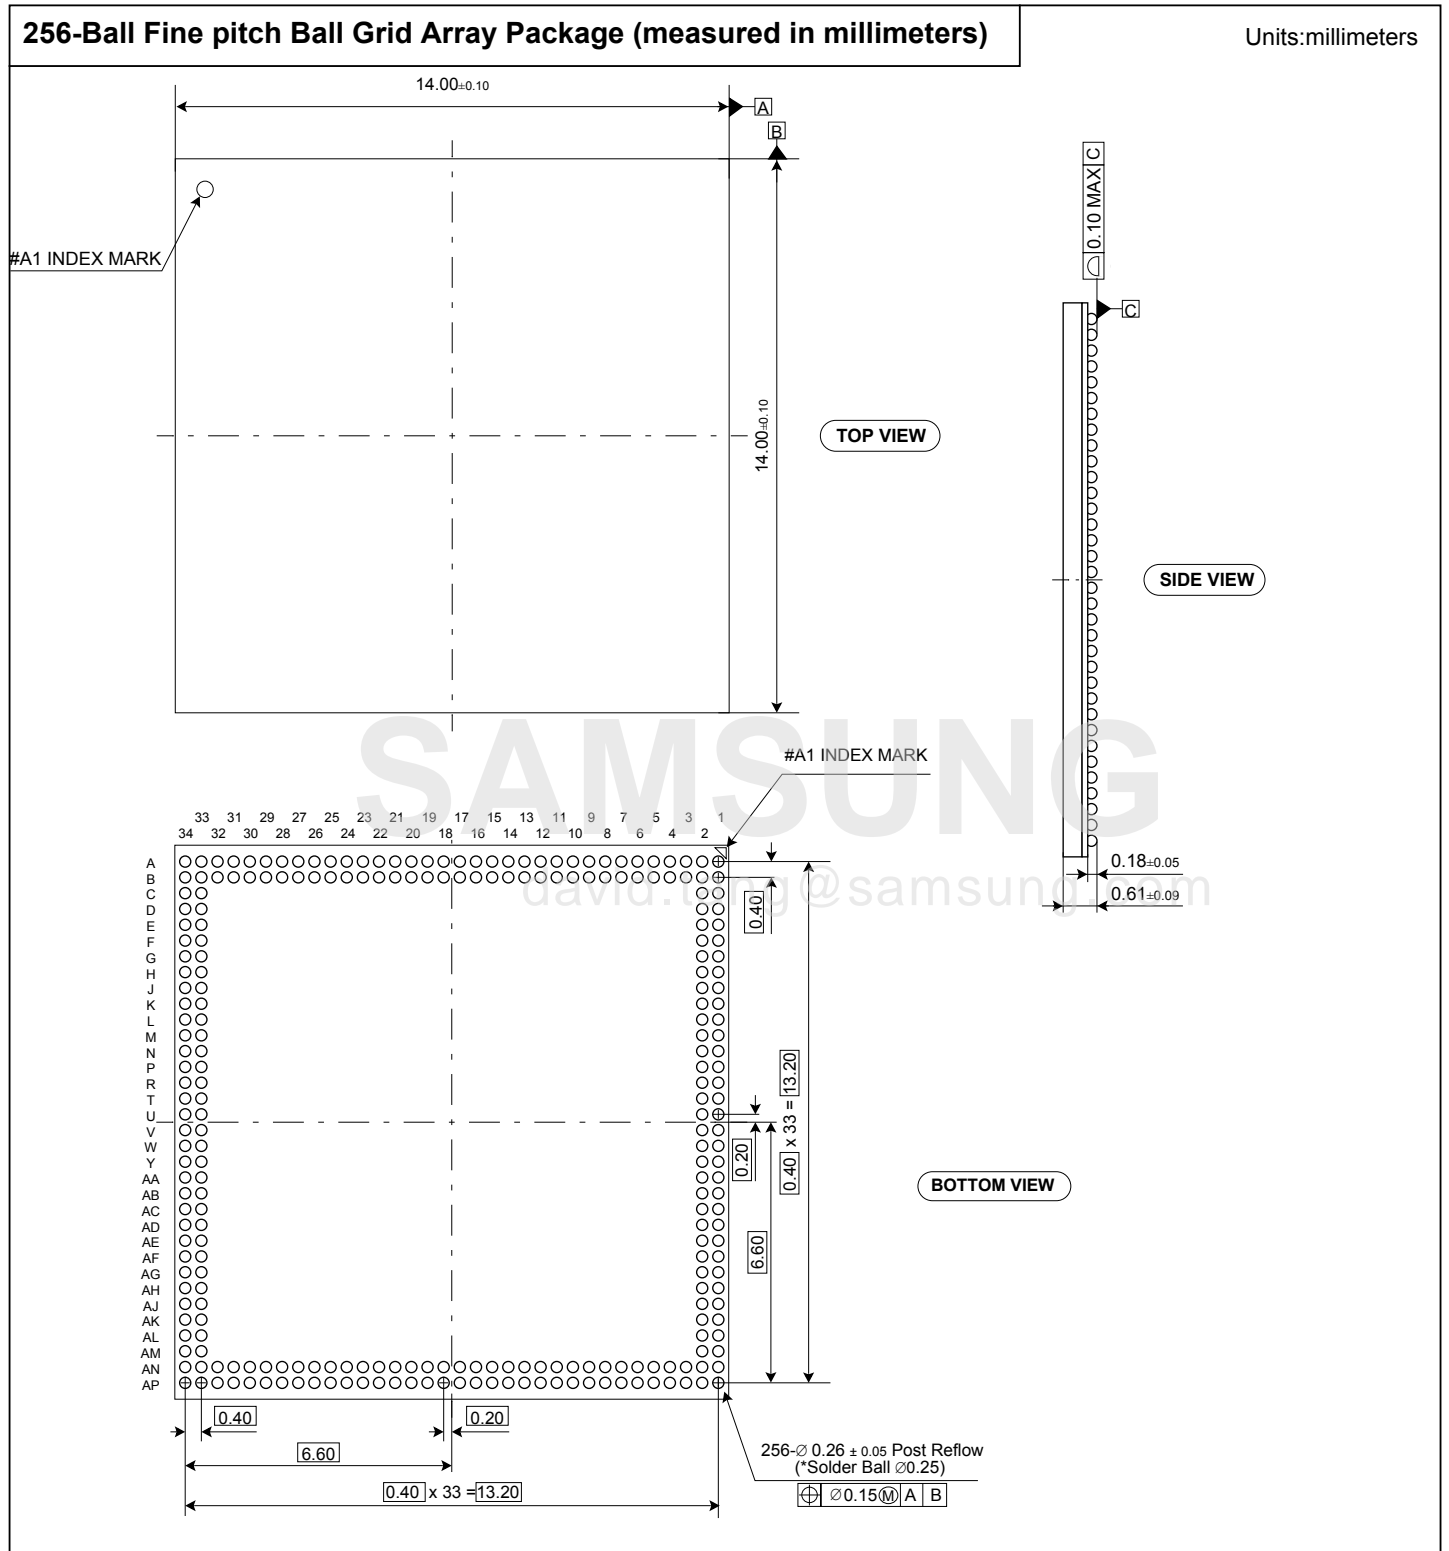 256-Ball Fine pitch Ball Grid Array Package (measured in millimeters)
Units:millimeters
14.00±0.10
A
B
#A1 INDEX MARK
14.00±0.10
TOP VIEW
0.10 MAX C
C
SIDE VIEW
SAMSUNG
david.tung@samsung.com
0.18±0.05
0.61±0.09
#A1 INDEX MARK
33 31 29 27 25 23 21 19 17 15 13 11 9 7 5 3 1
34 32 30 28 26 24 22 20 18 16 14 12 10 8 6 4 2
A
B
C
D
E
F
G
H
J
K
L
M
N
P
R
T
U
V
W
Y
AA
AB
AC
AD
AE
AF
AG
AH
AJ
AK
AL
AM
AN
AP
0.40
0.20
0.40 x 33 = 13.20
6.60
BOTTOM VIEW
0.40
0.20
6.60
0.40 x 33 =13.20
256-∅ 0.26 ± 0.05 Post Reflow
(*Solder Ball ∅0.25)
⌖ ∅0.15Ⓜ A B